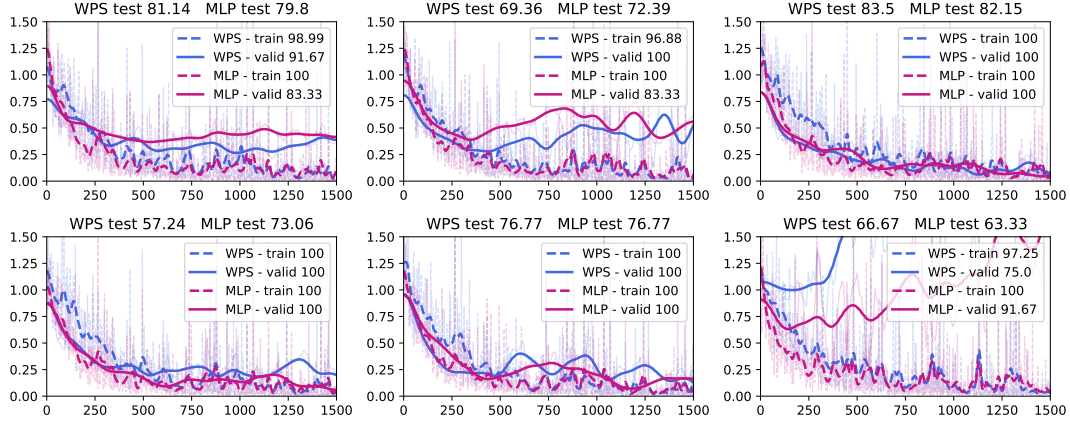 WPS test 81.14 MLP test 79.8
1.50
1.25
1.00
0.75
0.50
0.25
0.00
WPS - train 98.99
WPS - valid 91.67
MLP - train 100
MLP - valid 83.33
0 250 500 750 1000 1250 1500
WPS test 69.36 MLP test 72.39
1.50
1.25
1.00
0.75
0.50
0.25
0.00
WPS - train 96.88
WPS - valid 100
MLP - train 100
MLP - valid 83.33
0 250 500 750 1000 1250 1500
WPS test 83.5 MLP test 82.15
1.50
1.25
1.00
0.75
0.50
0.25
0.00
WPS - train 100
WPS - valid 100
MLP - train 100
MLP - valid 100
0 250 500 750 1000 1250 1500
WPS test 57.24 MLP test 73.06
1.50
1.25
1.00
0.75
0.50
0.25
0.00
WPS - train 100
WPS - valid 100
MLP - train 100
MLP - valid 100
0 250 500 750 1000 1250 1500
WPS test 76.77 MLP test 76.77
1.50
1.25
1.00
0.75
0.50
0.25
0.00
WPS - train 100
WPS - valid 100
MLP - train 100
MLP - valid 100
0 250 500 750 1000 1250 1500
WPS test 66.67 MLP test 63.33
1.50
1.25
1.00
0.75
0.50
0.25
0.00
WPS - train 97.25
WPS - valid 75.0
MLP - train 100
MLP - valid 91.67
0 250 500 750 1000 1250 1500